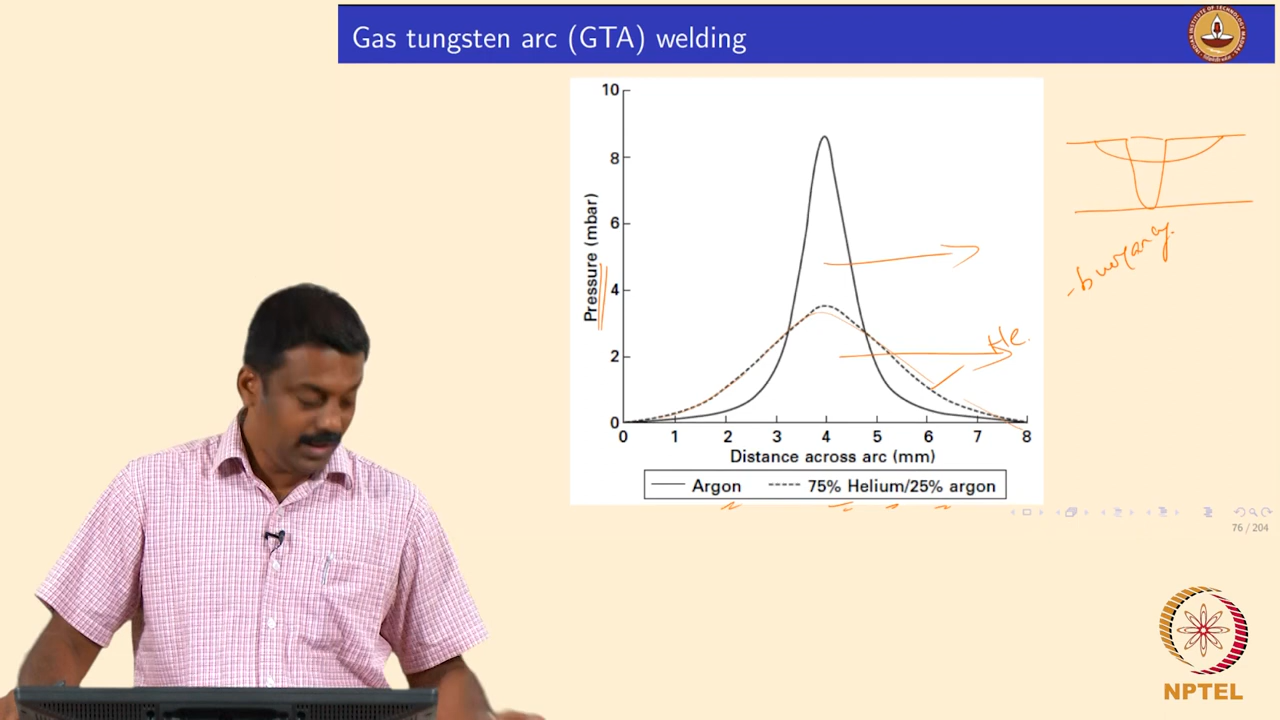 Gas tungsten arc (GTA) welding
10
8
6
4
2
0
Pressure (mbar)
0 1 2 3 4 5 6 7 8
Distance across arc (mm)
Argon 75% Helium/25% argon
He
- buoyancy.
76 / 204
NPTEL